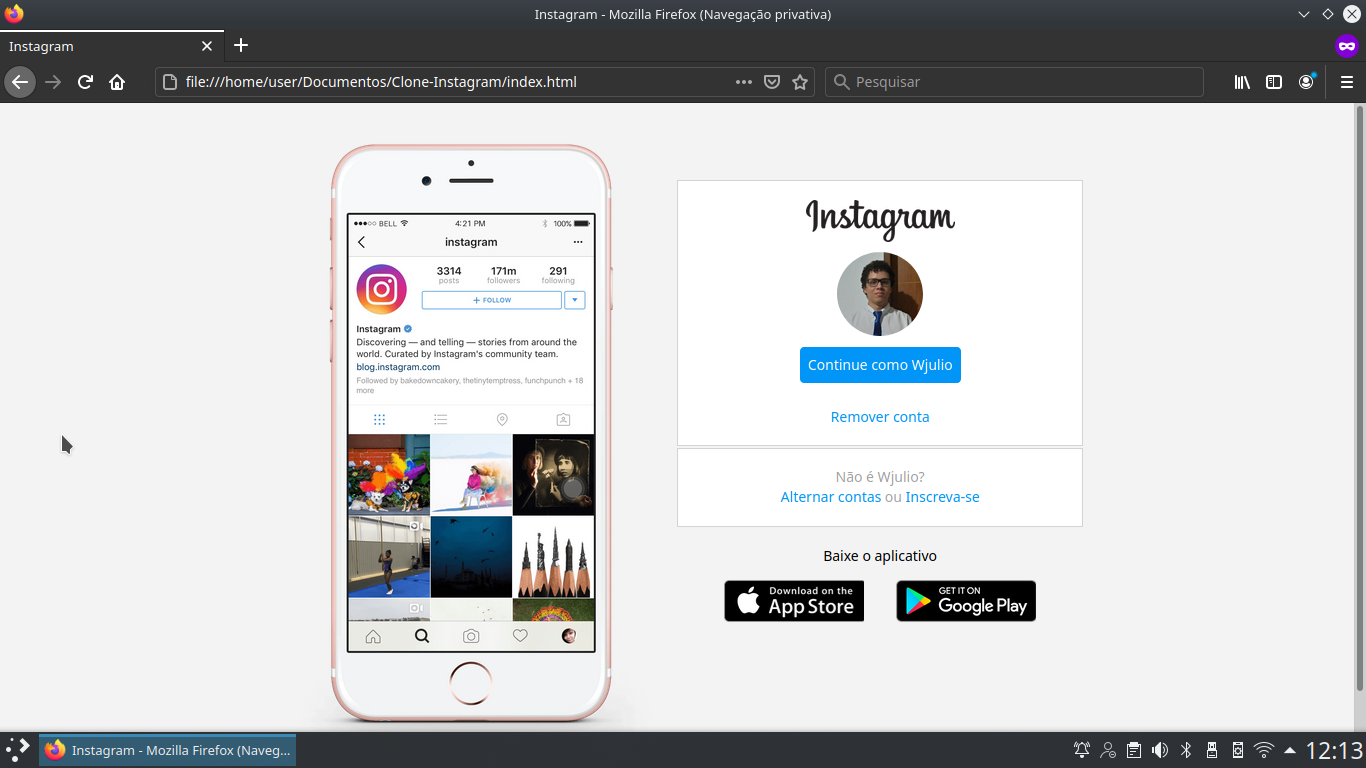 Instagram - Mozilla Firefox (Navegação privativa)
Instagram
file:///home/user/Documentos/Clone-Instagram/index.html
Pesquisar
BELL 4:21 PM 100%
instagram
3314 171m 291
posts followers following
+ FOLLOW
Instagram
Discovering — and telling — stories from around the
world. Curated by Instagram's community team.
blog.instagram.com
Followed by bakedowncakery, thetinytemptress, funchpunch + 18
more
Instagram
Continue como Wjulio
Remover conta
Não é Wjulio?
Alternar contas ou Inscreva-se
Baixe o aplicativo
Download on the
App Store
GET IT ON
Google Play
Instagram - Mozilla Firefox (Naveg...
12:13